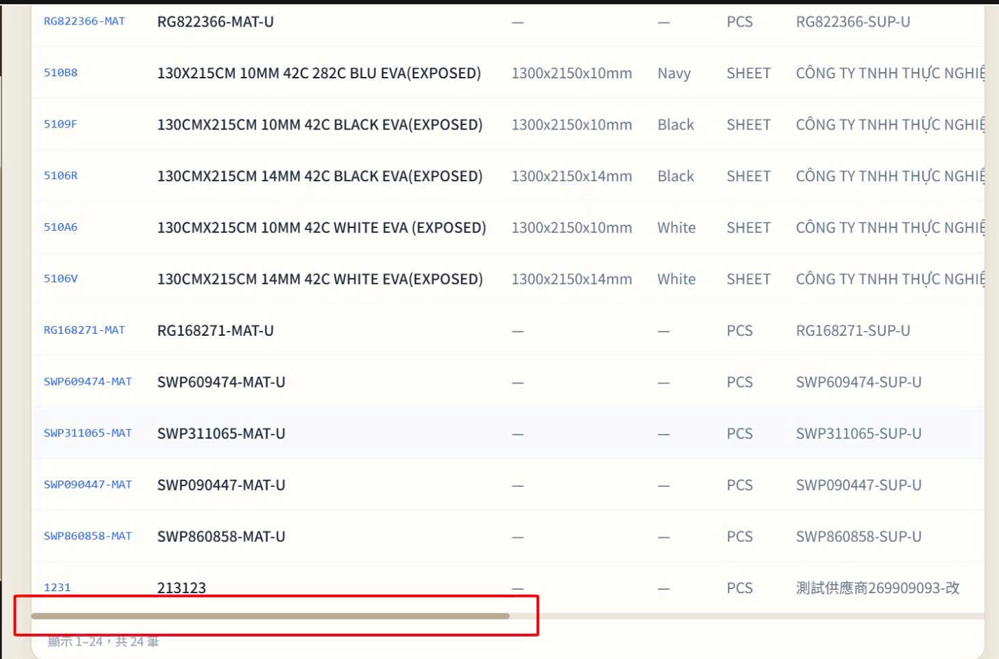 RG822366-MAT RG822366-MAT-U — — PCS RG822366-SUP-U
510B8 130X215CM 10MM 42C 282C BLU EVA(EXPOSED) 1300x2150x10mm Navy SHEET CÔNG TY TNHH THỰC NGHIỆ
5109F 130CMX215CM 10MM 42C BLACK EVA(EXPOSED) 1300x2150x10mm Black SHEET CÔNG TY TNHH THỰC NGHIỆ
5106R 130CMX215CM 14MM 42C BLACK EVA(EXPOSED) 1300x2150x14mm Black SHEET CÔNG TY TNHH THỰC NGHIỆ
510A6 130CMX215CM 10MM 42C WHITE EVA (EXPOSED) 1300x2150x10mm White SHEET CÔNG TY TNHH THỰC NGHIỆ
5106V 130CMX215CM 14MM 42C WHITE EVA(EXPOSED) 1300x2150x14mm White SHEET CÔNG TY TNHH THỰC NGHIỆ
RG168271-MAT RG168271-MAT-U — — PCS RG168271-SUP-U
SWP609474-MAT SWP609474-MAT-U — — PCS SWP609474-SUP-U
SWP311065-MAT SWP311065-MAT-U — — PCS SWP311065-SUP-U
SWP090447-MAT SWP090447-MAT-U — — PCS SWP090447-SUP-U
SWP860858-MAT SWP860858-MAT-U — — PCS SWP860858-SUP-U
1231 213123 — — PCS 測試供應商269909093-改
顯示 1–24，共 24 筆